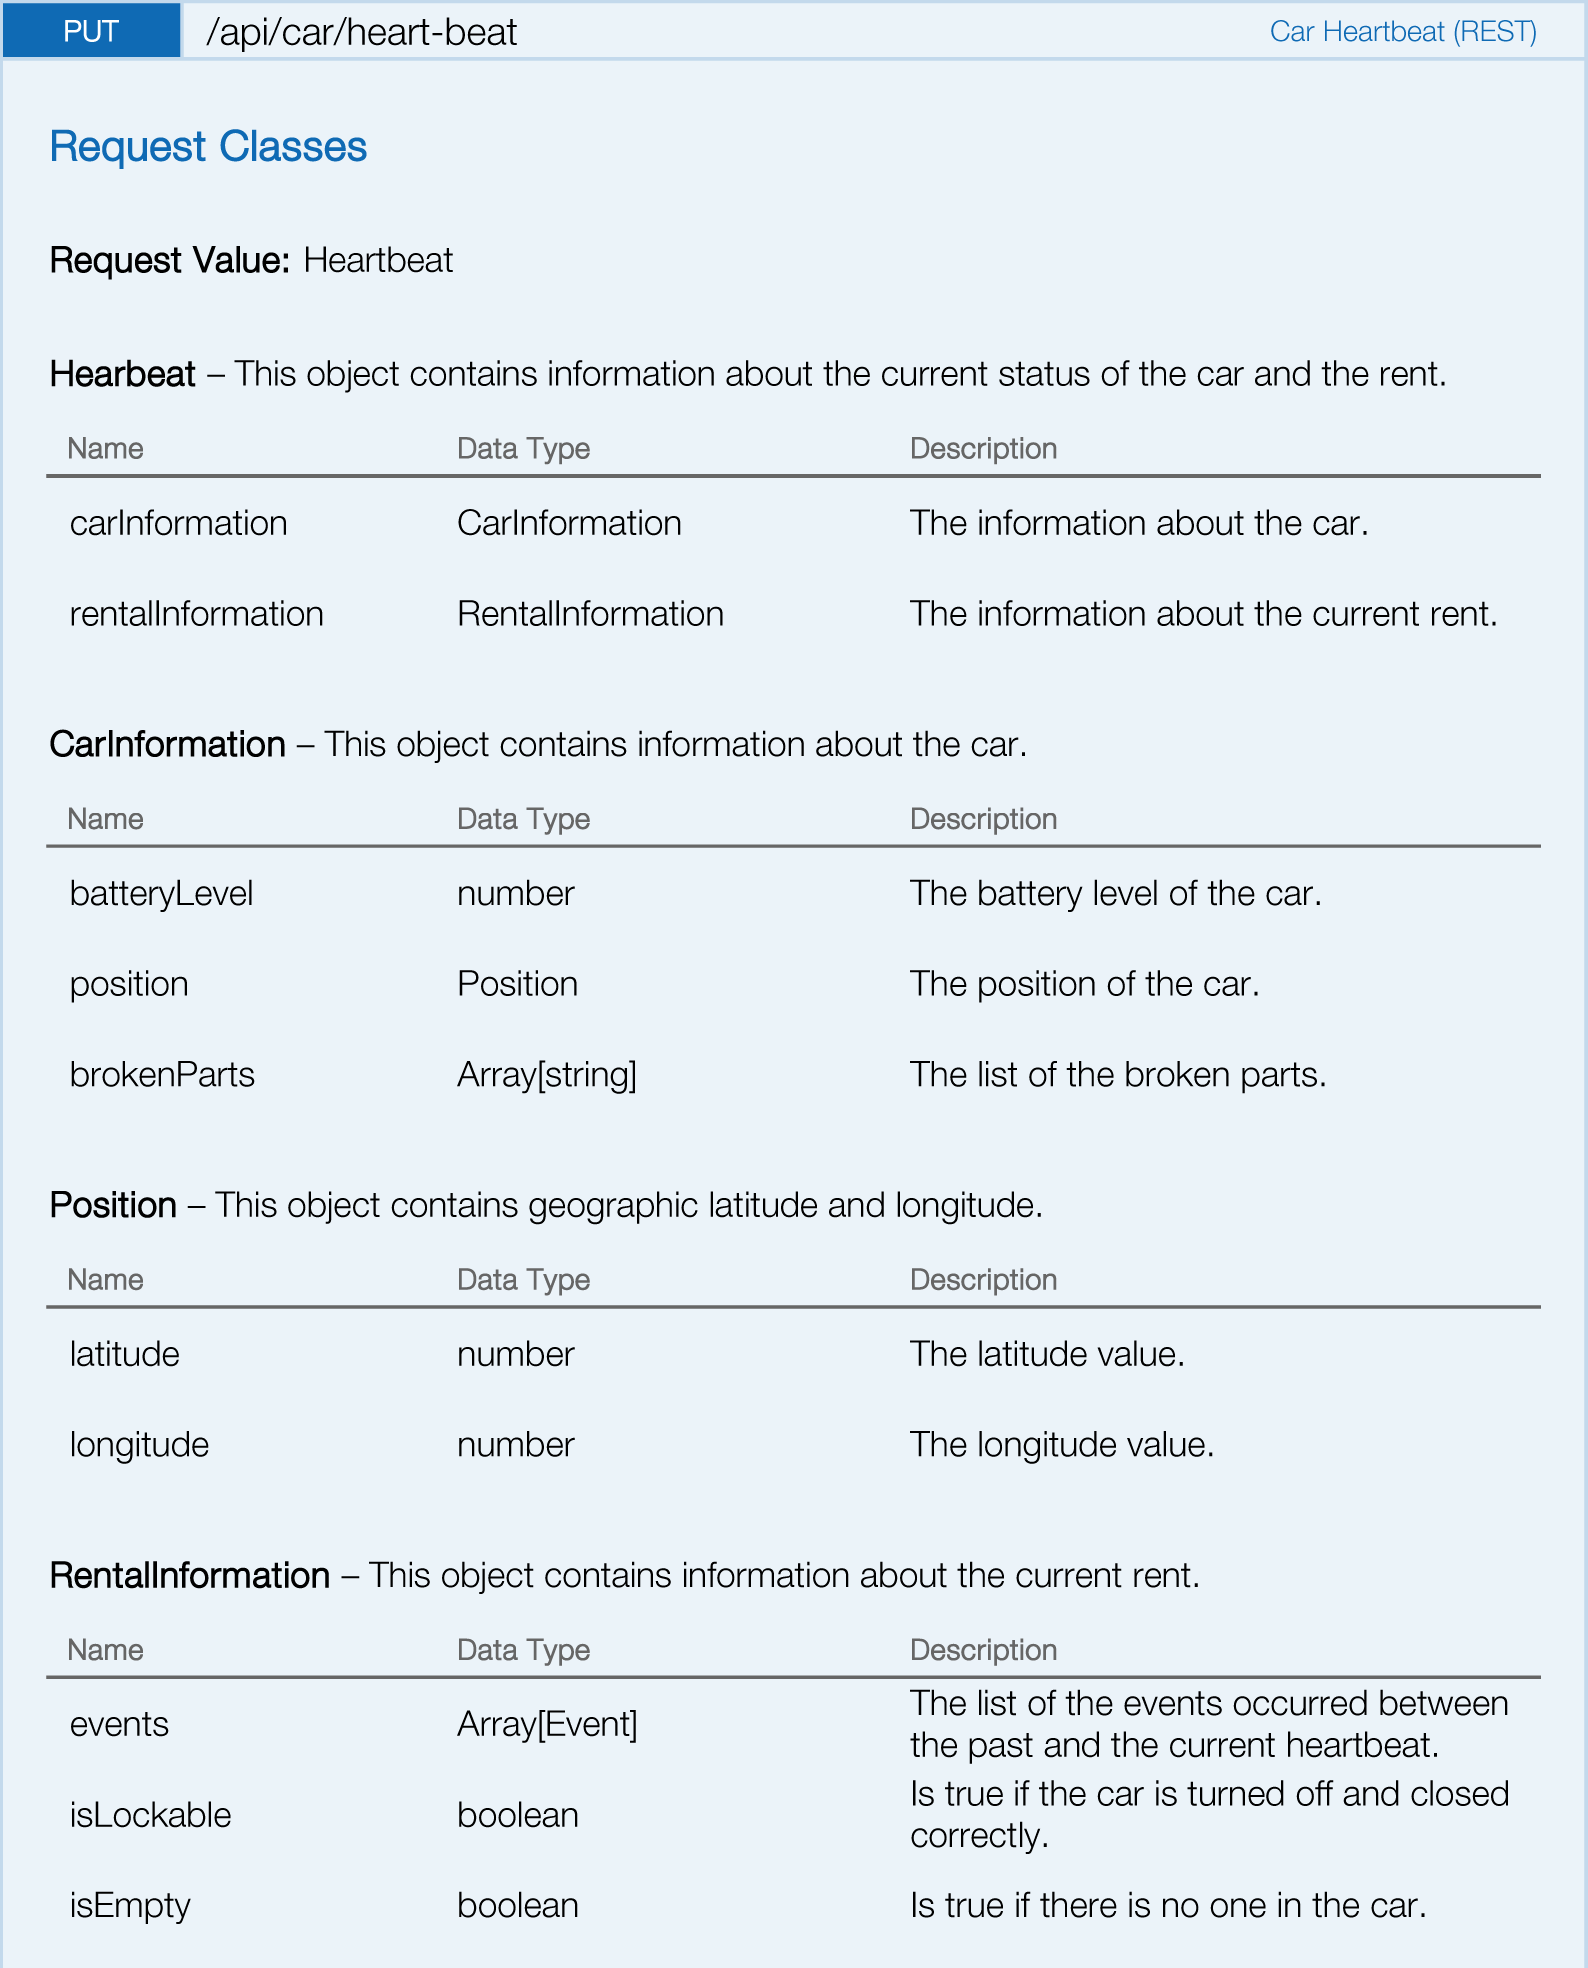 PUT /api/car/heart-beat Car Heartbeat (REST)
Request Classes
Request Value: Heartbeat
Hearbeat – This object contains information about the current status of the car and the rent.
Name Data Type Description
carInformation CarInformation The information about the car.
rentalInformation RentalInformation The information about the current rent.
CarInformation – This object contains information about the car.
Name Data Type Description
batteryLevel number The battery level of the car.
position Position The position of the car.
brokenParts Array[string] The list of the broken parts.
Position – This object contains geographic latitude and longitude.
Name Data Type Description
latitude number The latitude value.
longitude number The longitude value.
RentalInformation – This object contains information about the current rent.
Name Data Type Description
events Array[Event] The list of the events occurred between
the past and the current heartbeat.
isLockable boolean Is true if the car is turned off and closed
correctly.
isEmpty boolean Is true if there is no one in the car.